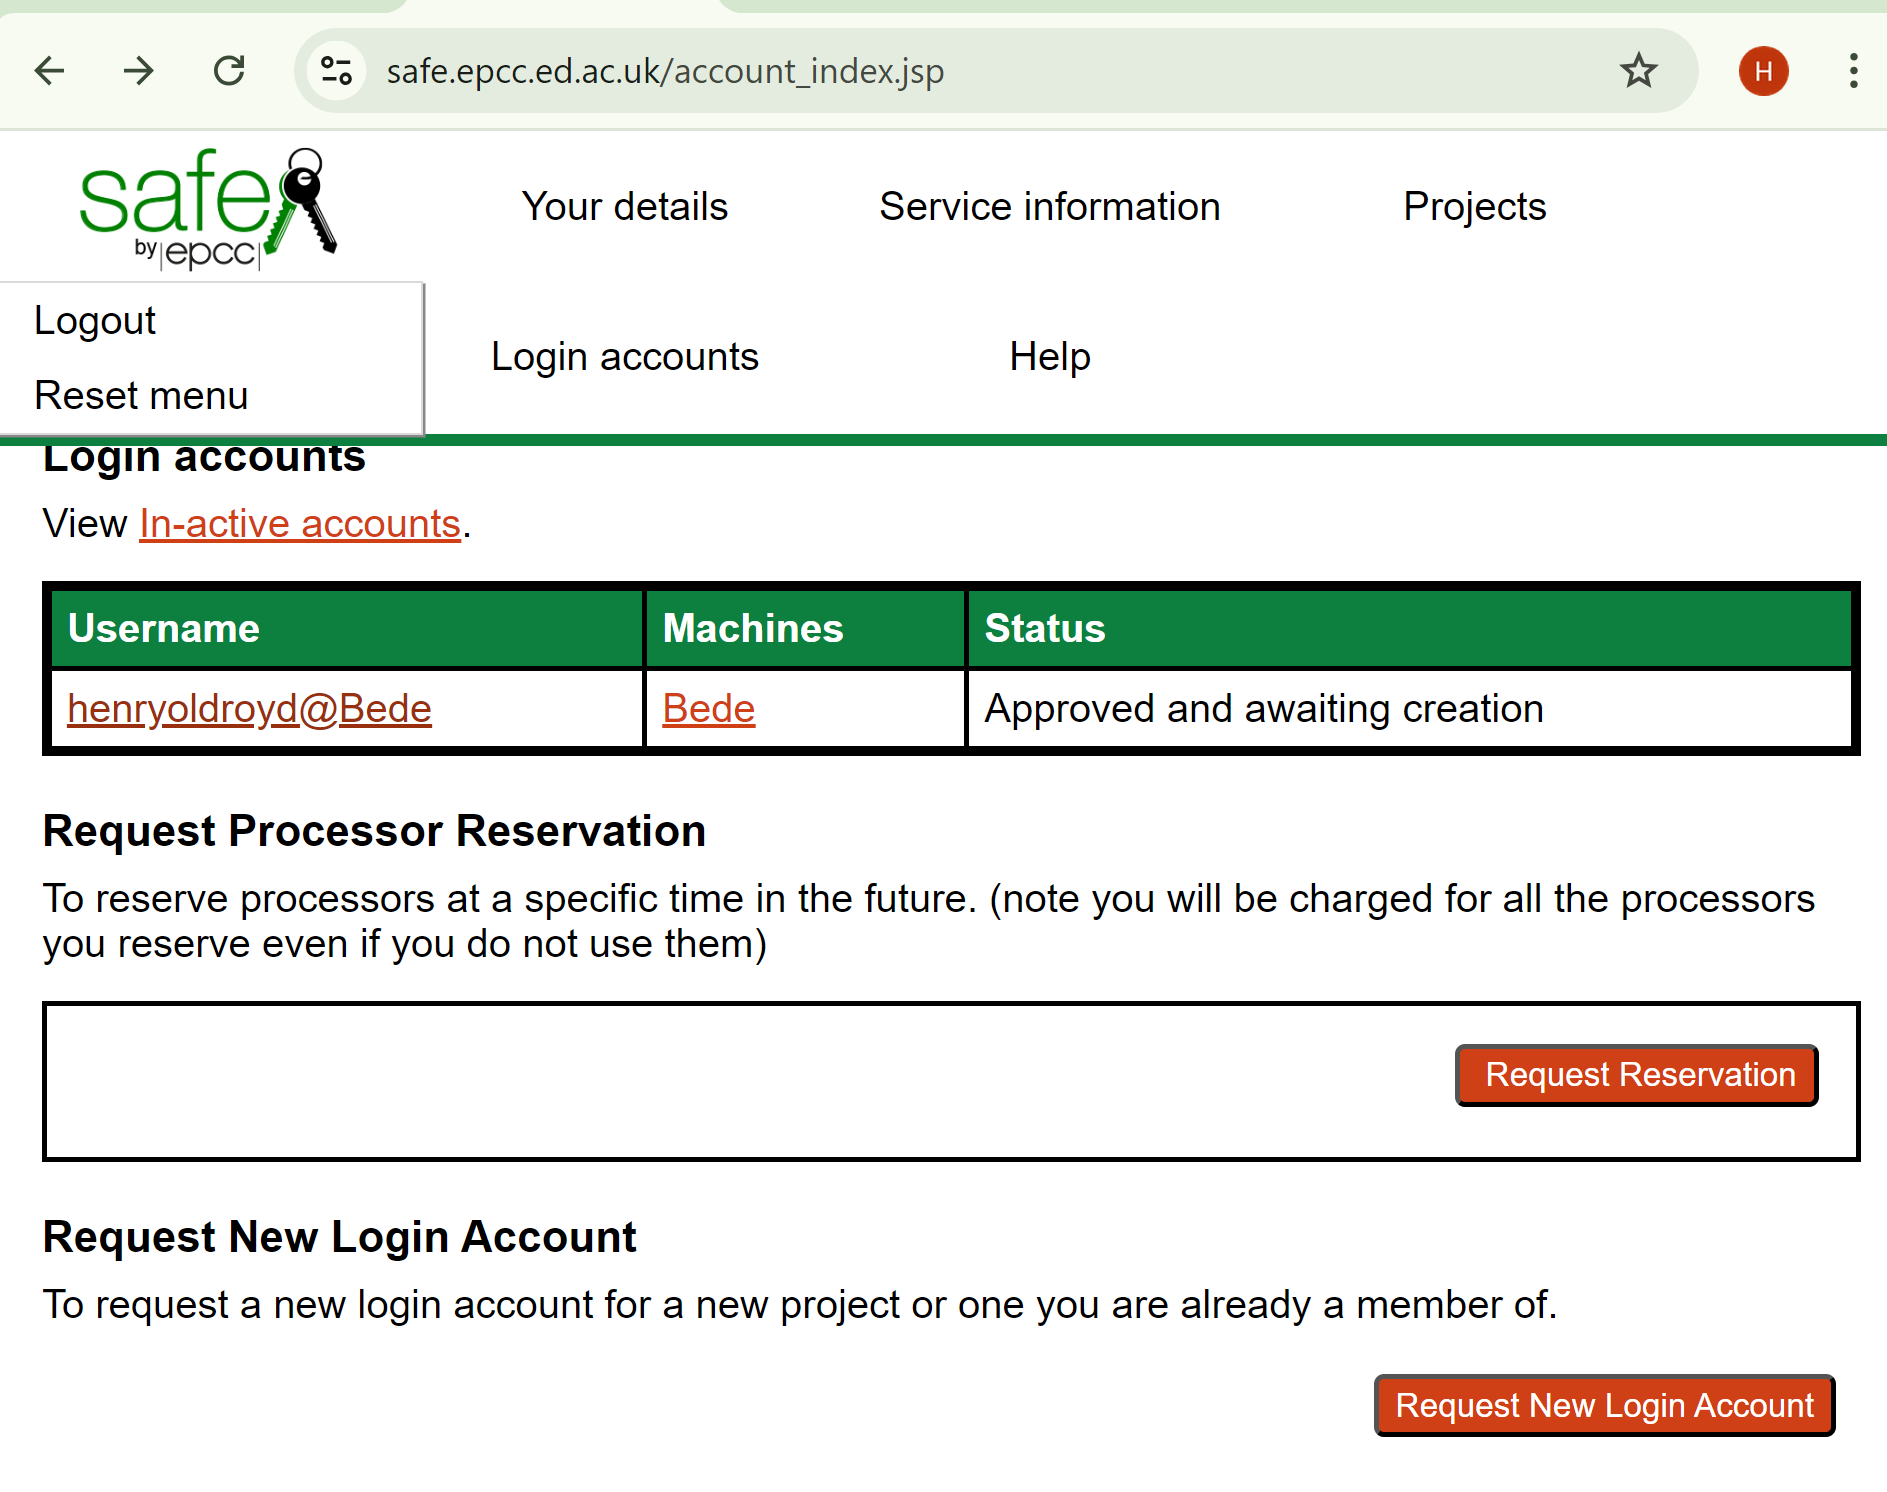 safe.epcc.ed.ac.uk/account_index.jsp
H
safe
by |epcc|
Your details
Service information
Projects
Logout
Reset menu
Login accounts
Help
Login accounts
View In-active accounts.
Username Machines Status
henryoldroyd@Bede Bede Approved and awaiting creation
Request Processor Reservation
To reserve processors at a specific time in the future. (note you will be charged for all the processors
you reserve even if you do not use them)
Request Reservation
Request New Login Account
To request a new login account for a new project or one you are already a member of.
Request New Login Account